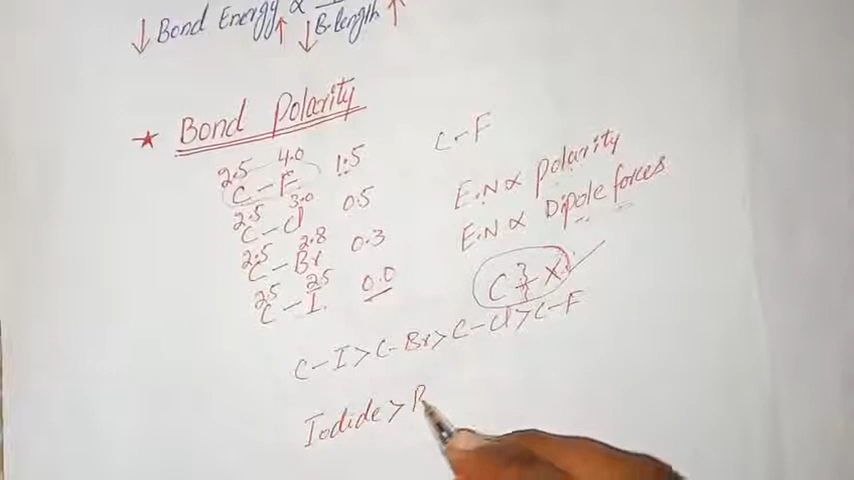 ↓ Bond Energy ↑ ∝ ↓ B-length ↑
★ Bond Polarity
2.5 4.0
C-F 1.5
2.5 3.0
C-Cl 0.5
2.5 2.8
C-Br 0.3
2.5 2.5
C-I. 0.0
C-F
E.N ∝ polarity
E.N ∝ Dipole forces
C-X
C-I>C-Br>C-Cl>C-F
Iodide > B